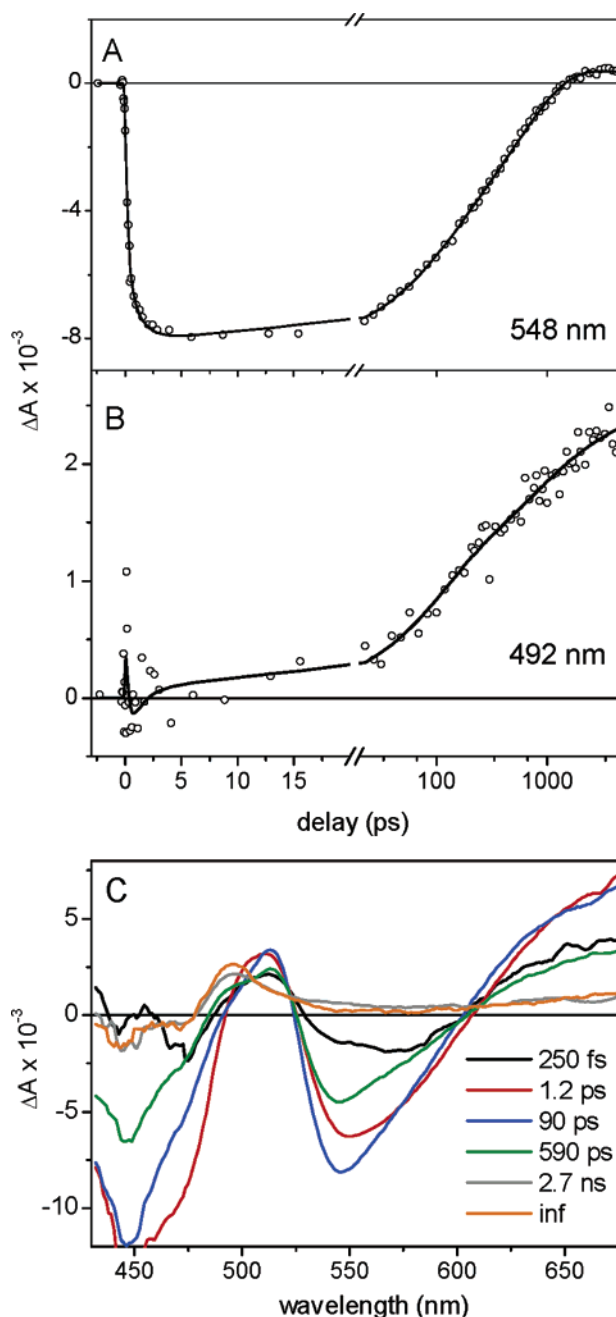 A
0
-4
-8
ΔA x 10⁻³
548 nm
B
2
1
0
492 nm
0 5 10 15 100 1000
delay (ps)
C
5
0
-5
-10
ΔA x 10⁻³
250 fs
1.2 ps
90 ps
590 ps
2.7 ns
inf
450 500 550 600 650
wavelength (nm)